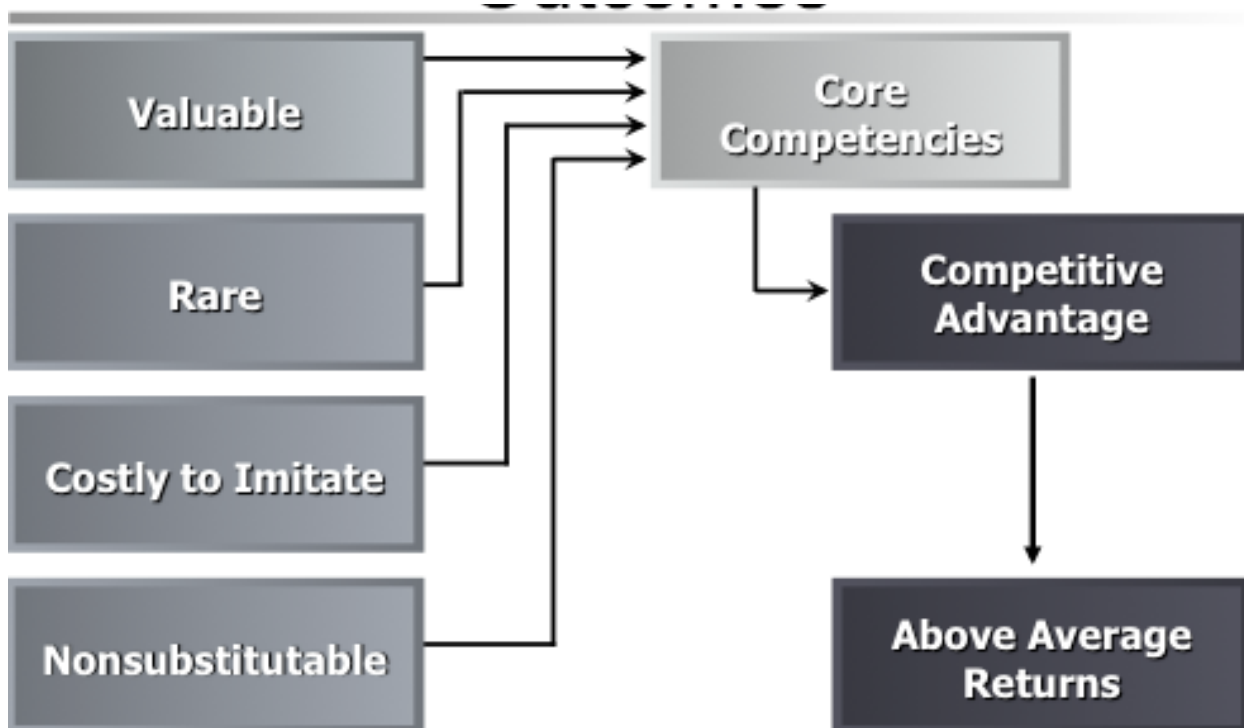 Valuable
Core
Competencies
Rare
Competitive
Advantage
Costly to Imitate
Nonsubstitutable
Above Average
Returns